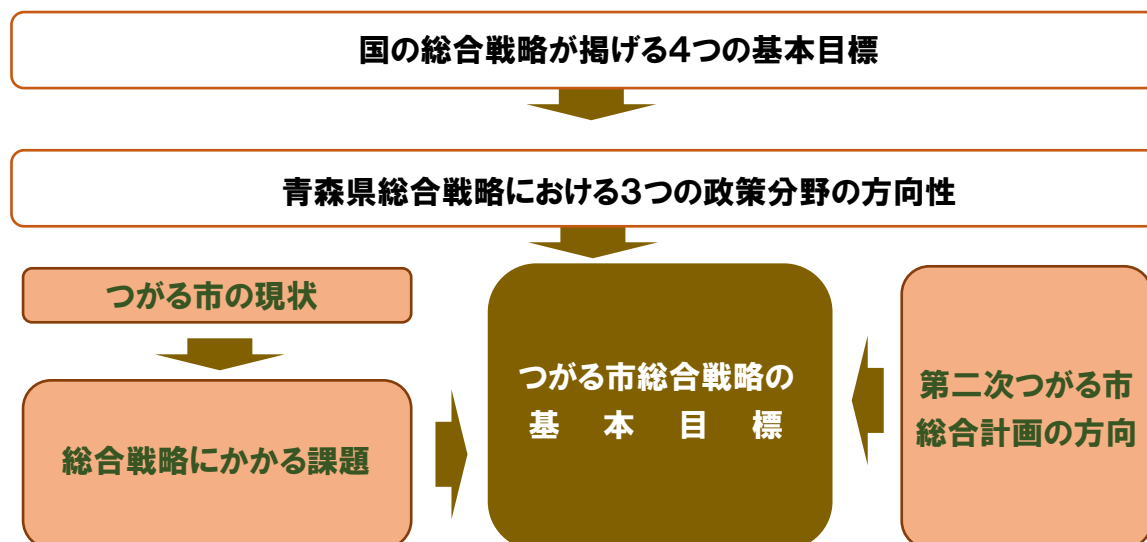 国の総合戦略が掲げる4つの基本目標
青森県総合戦略における3つの政策分野の方向性
つがる市の現状
総合戦略にかかる課題
つがる市総合戦略の
基本目標
第二次つがる市
総合計画の方向